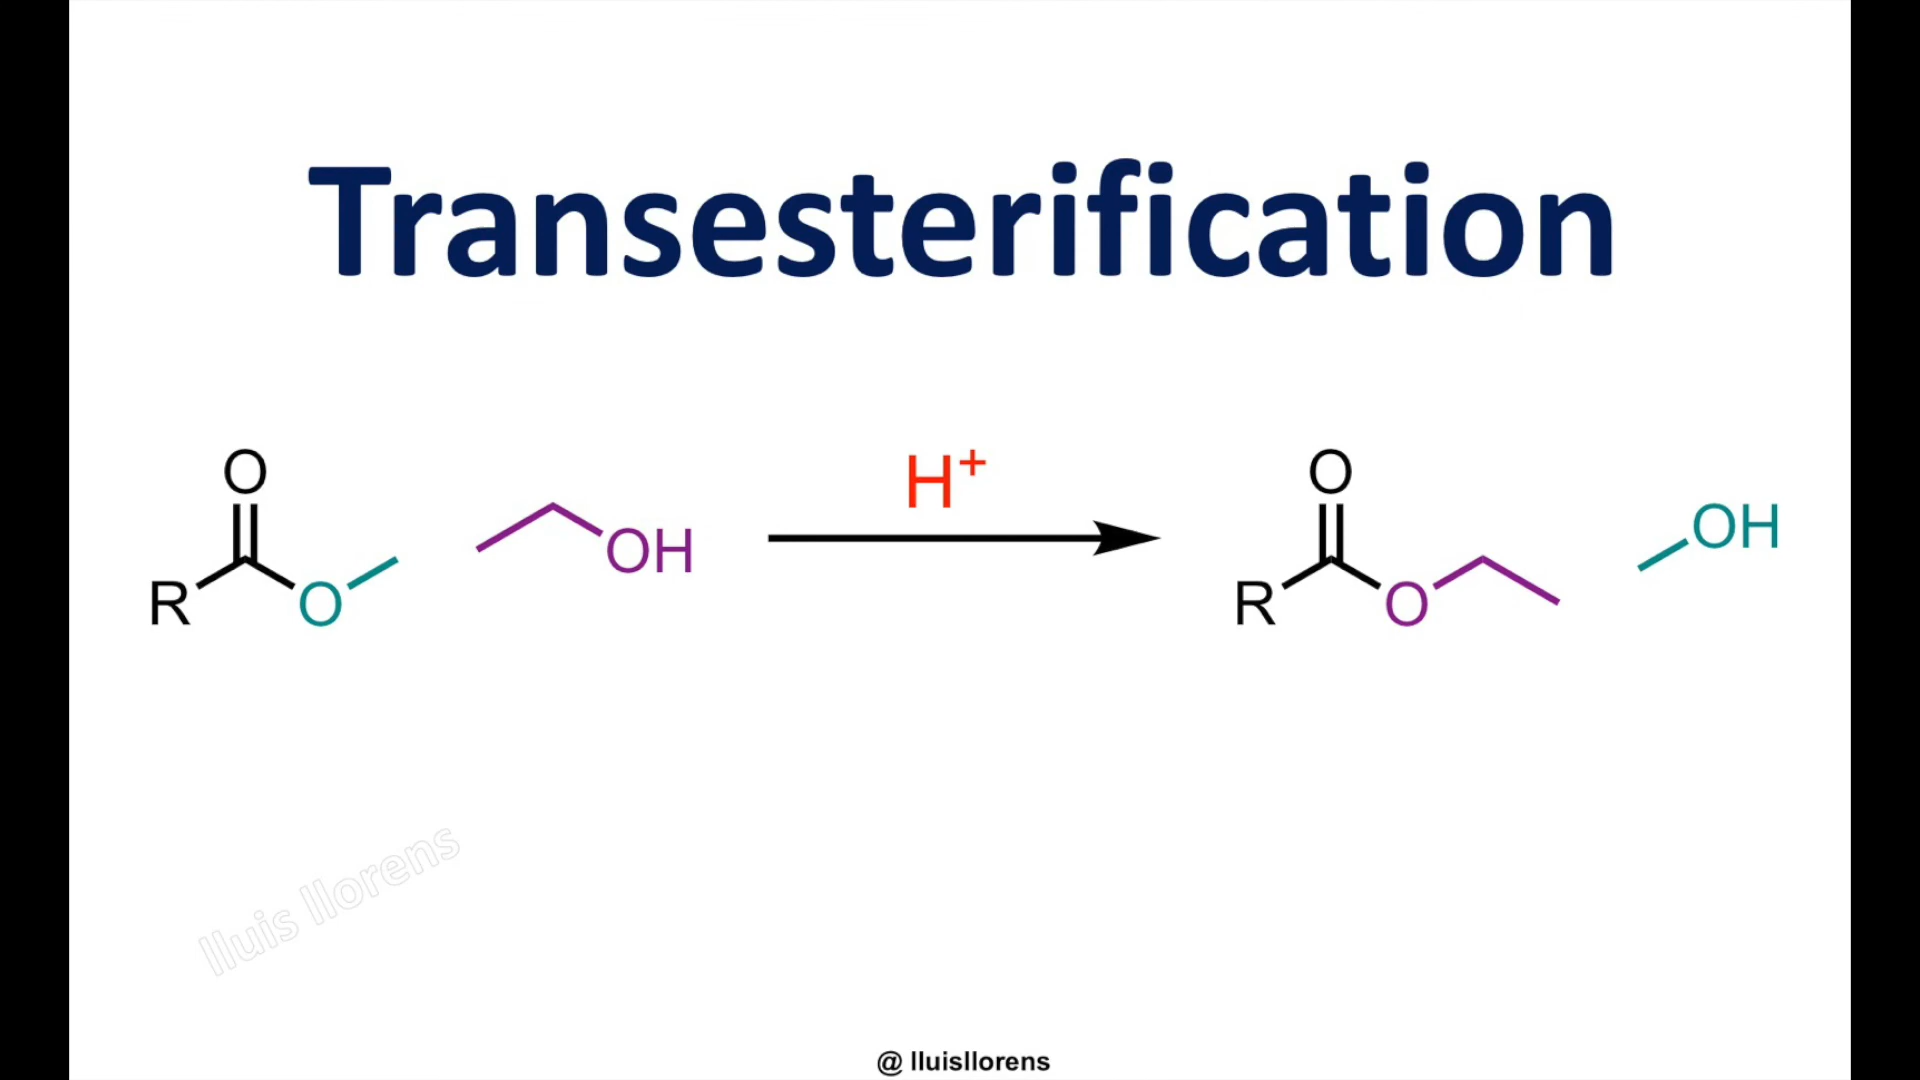 Transesterification
O
R
O
OH
H⁺
O
R
O
OH
lluis llorens
@ lluisllorens